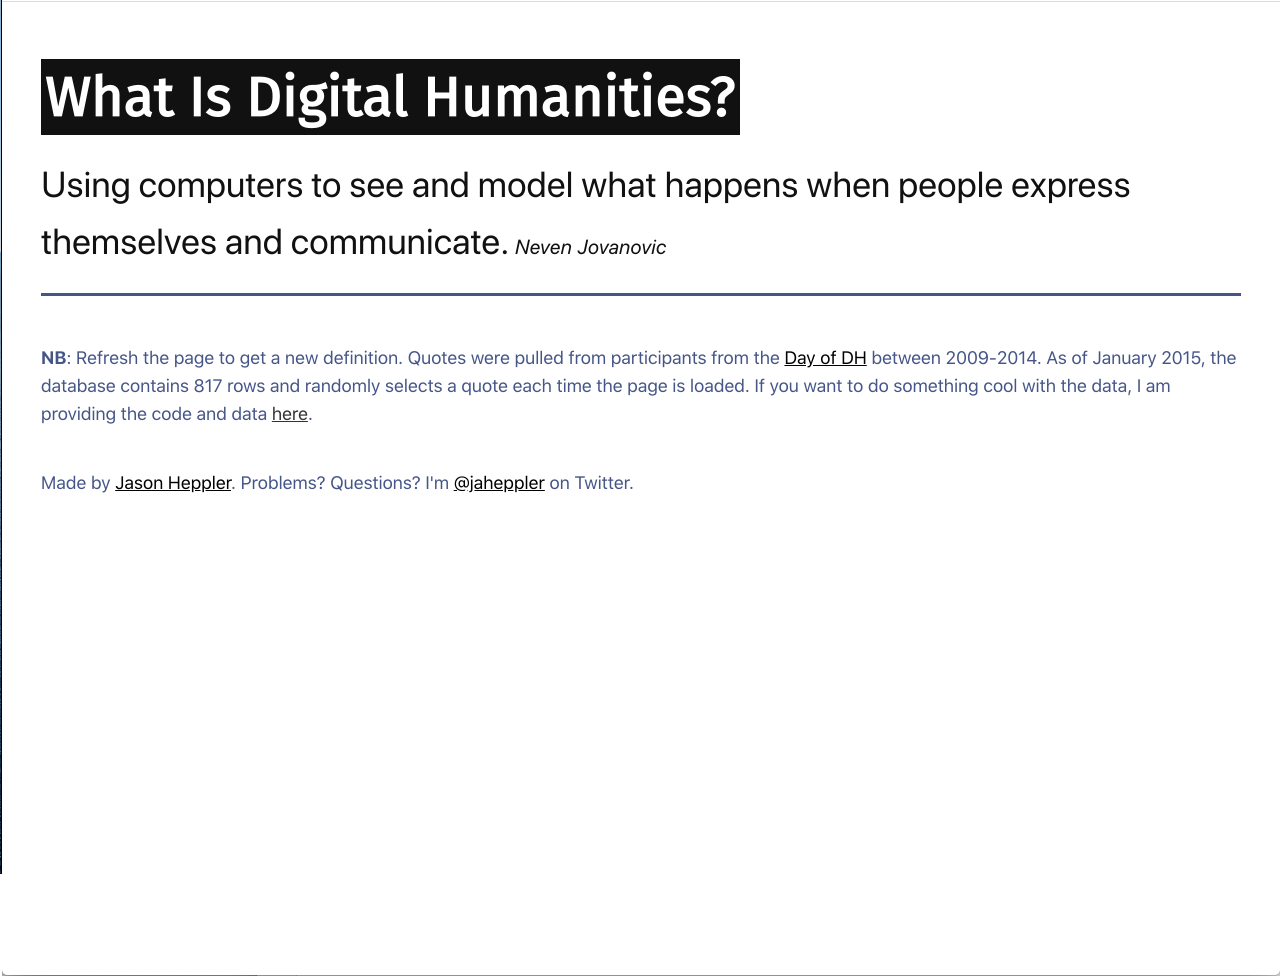 What Is Digital Humanities?
Using computers to see and model what happens when people express
themselves and communicate. Neven Jovanovic
NB: Refresh the page to get a new definition. Quotes were pulled from participants from the Day of DH between 2009-2014. As of January 2015, the
database contains 817 rows and randomly selects a quote each time the page is loaded. If you want to do something cool with the data, I am
providing the code and data here.
Made by Jason Heppler. Problems? Questions? I'm @jaheppler on Twitter.